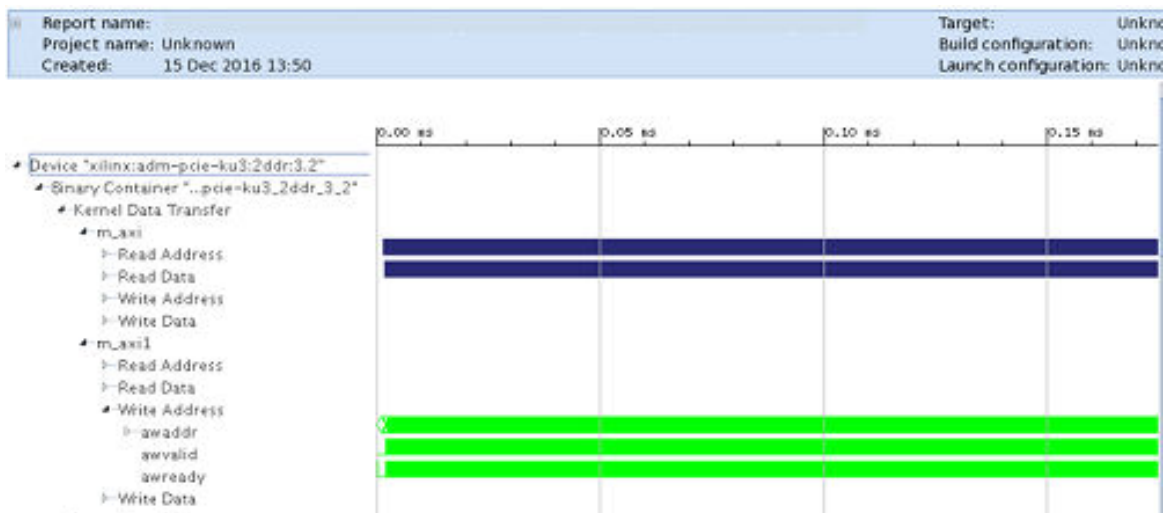 Report name:
Target: Unkno
Project name: Unknown
Build configuration: Unkno
Created: 15 Dec 2016 13:50
Launch configuration: Unkno
0.00 ms 0.05 ms 0.10 ms 0.15 ms
Device "xilinx:adm-pcie-ku3:2ddr:3.2"
Binary Container "...pcie-ku3_2ddr_3_2"
Kernel Data Transfer
m_axi
Read Address
Read Data
Write Address
Write Data
m_axi1
Read Address
Read Data
Write Address
awaddr
awvalid
awready
Write Data